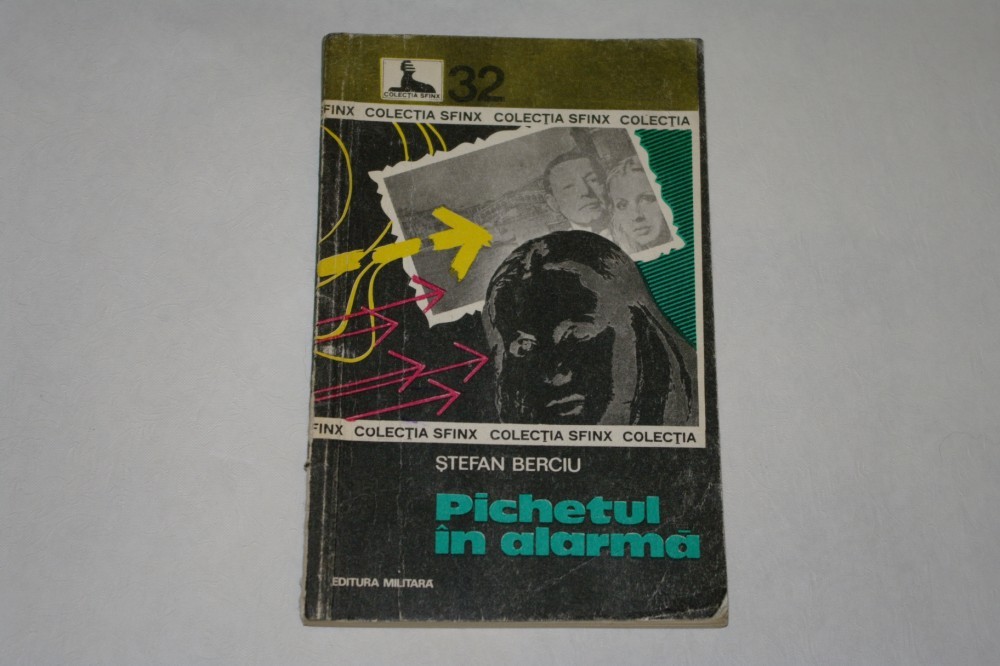 COLECȚIA SFINX
32
FINX COLECȚIA SFINX COLECȚIA SFINX COLECȚIA
FINX COLECȚIA SFINX COLECȚIA SFINX COLECȚIA
ȘTEFAN BERCIU
Pichetul
în alarmă
EDITURA MILITARĂ